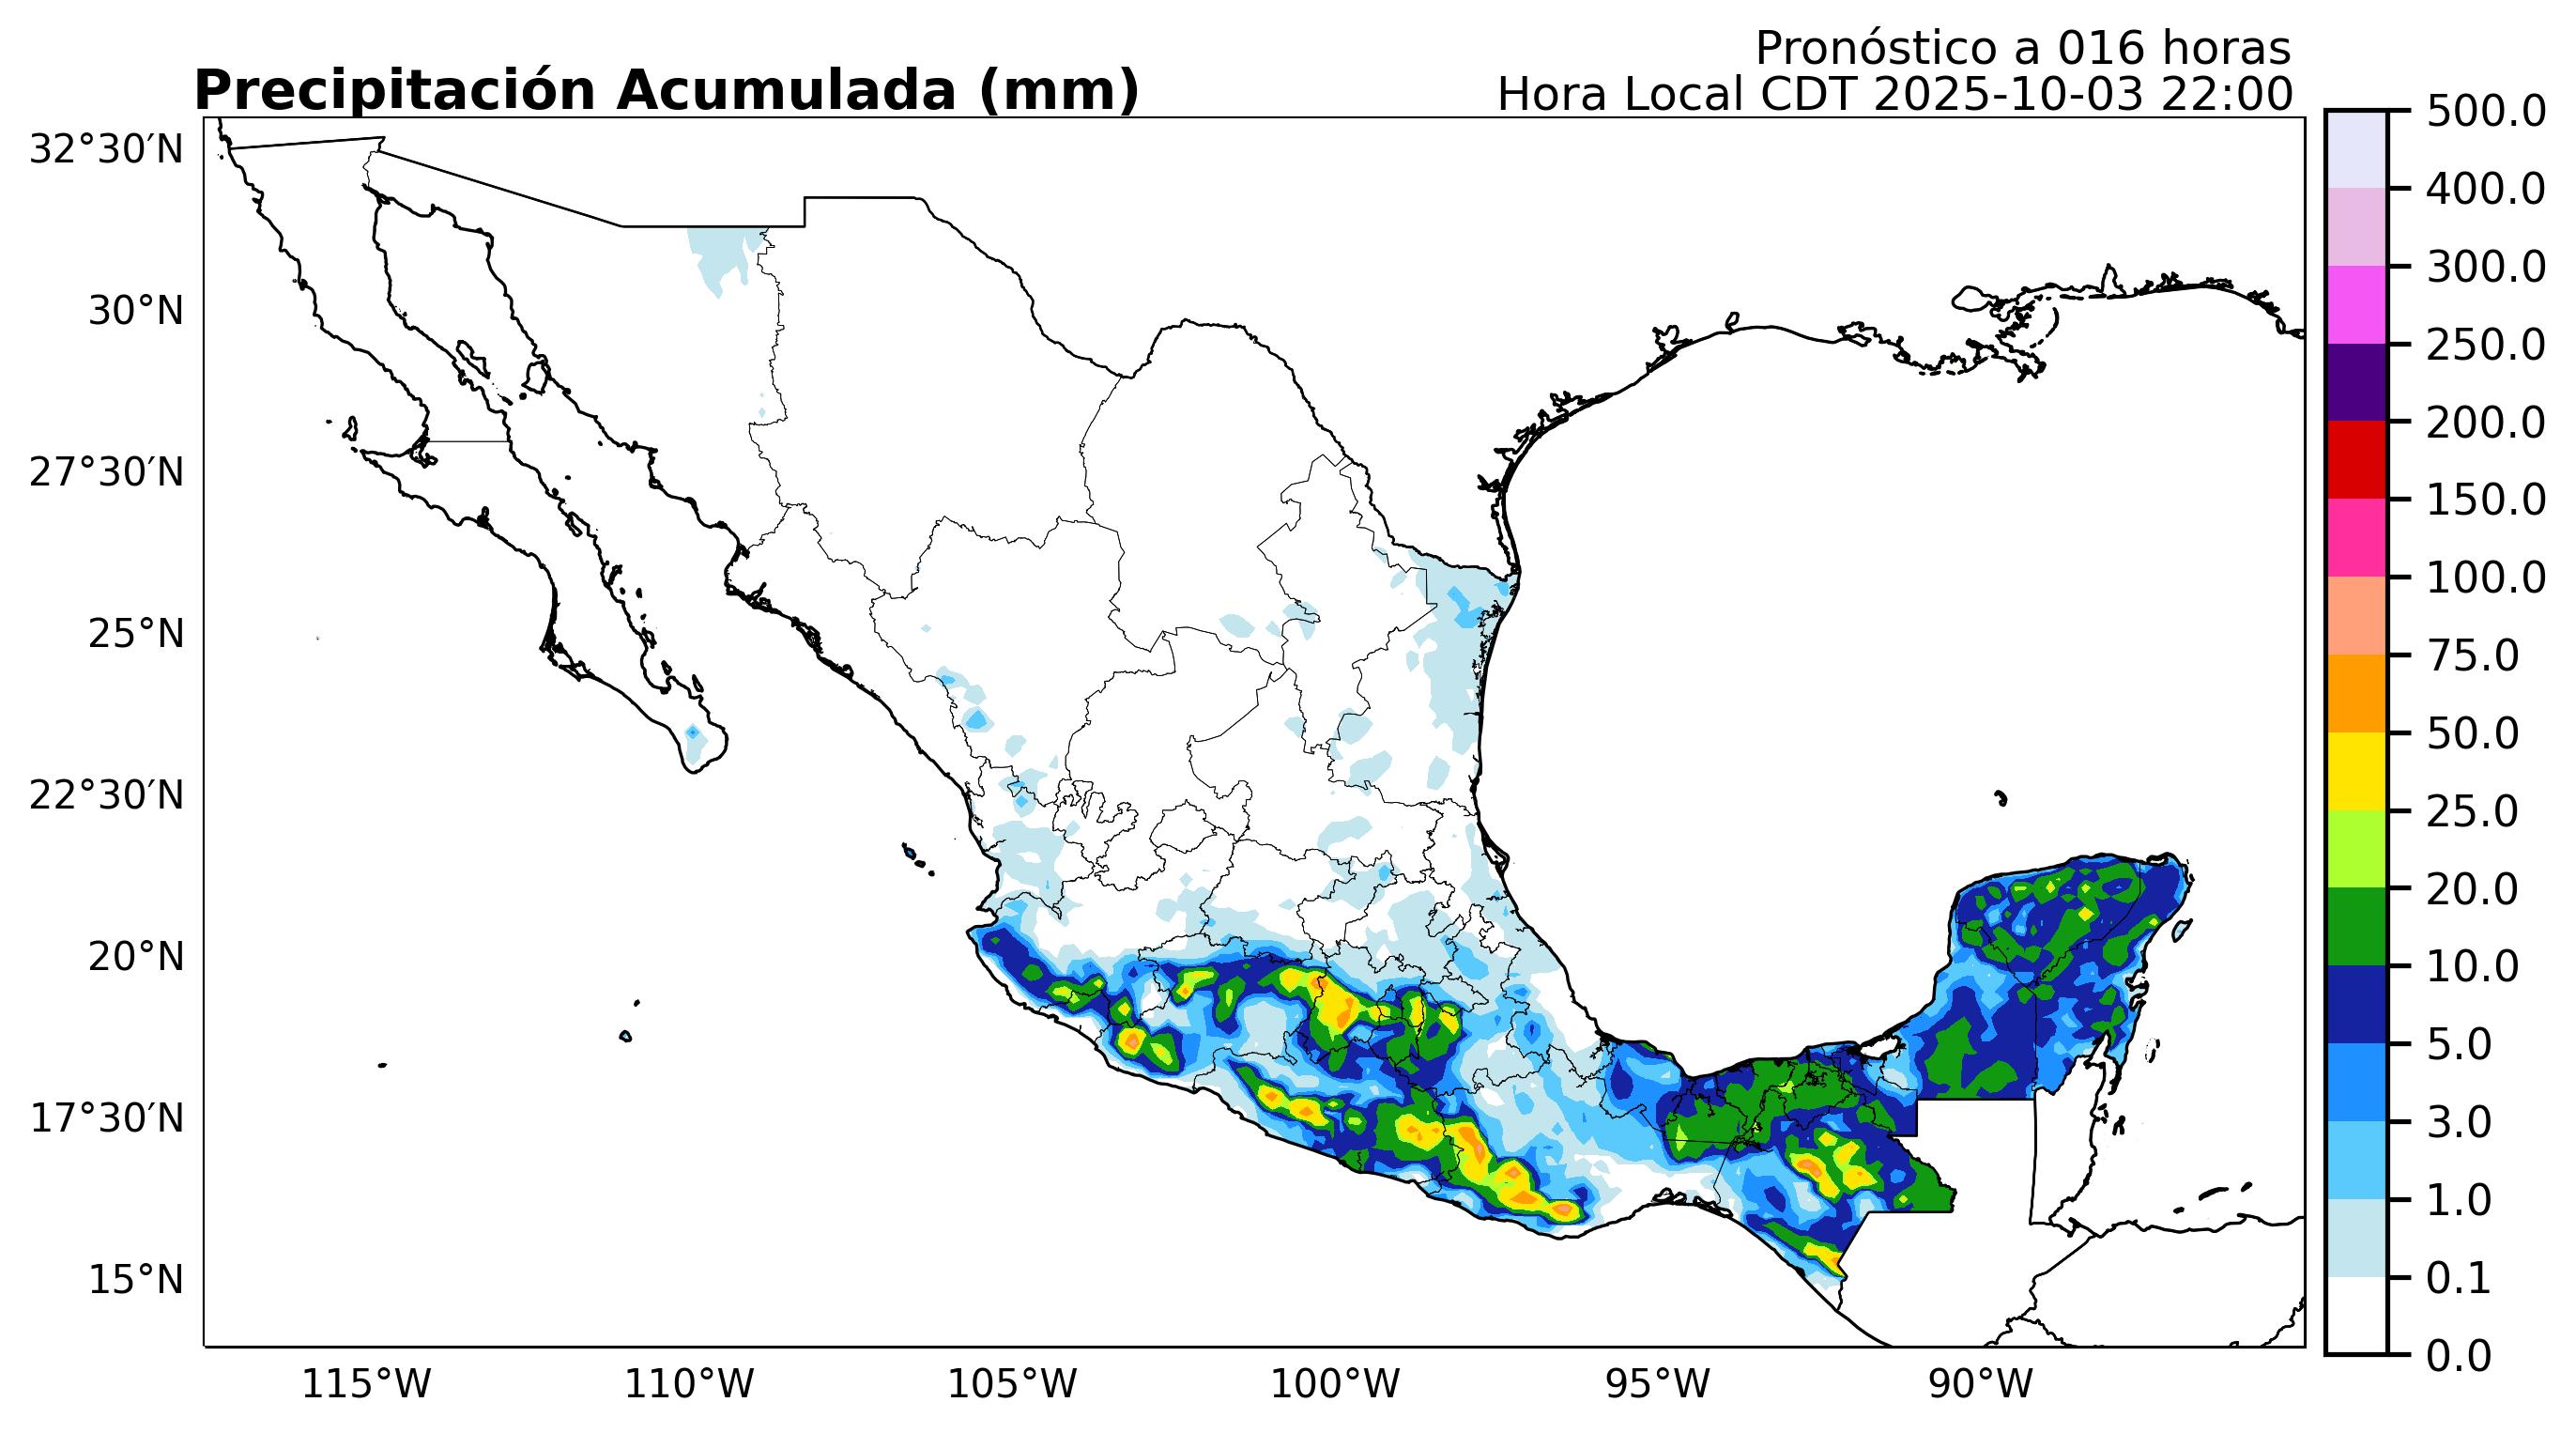 Pronóstico a 016 horas
Precipitación Acumulada (mm)
Hora Local CDT 2025-10-03 22:00
32°30′N
30°N
27°30′N
25°N
22°30′N
20°N
17°30′N
15°N
115°W
110°W
105°W
100°W
95°W
90°W
500.0
400.0
300.0
250.0
200.0
150.0
100.0
75.0
50.0
25.0
20.0
10.0
5.0
3.0
1.0
0.1
0.0